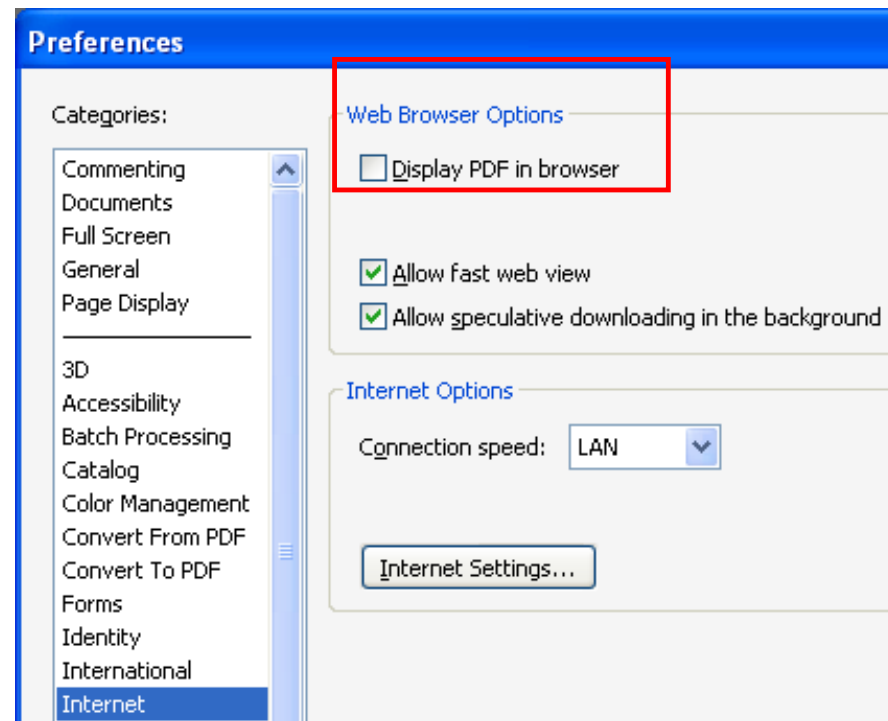 Preferences
Categories:
Commenting
Documents
Full Screen
General
Page Display
3D
Accessibility
Batch Processing
Catalog
Color Management
Convert From PDF
Convert To PDF
Forms
Identity
International
Internet
Web Browser Options
Display PDF in browser
Allow fast web view
Allow speculative downloading in the background
Internet Options
Connection speed: LAN
Internet Settings...